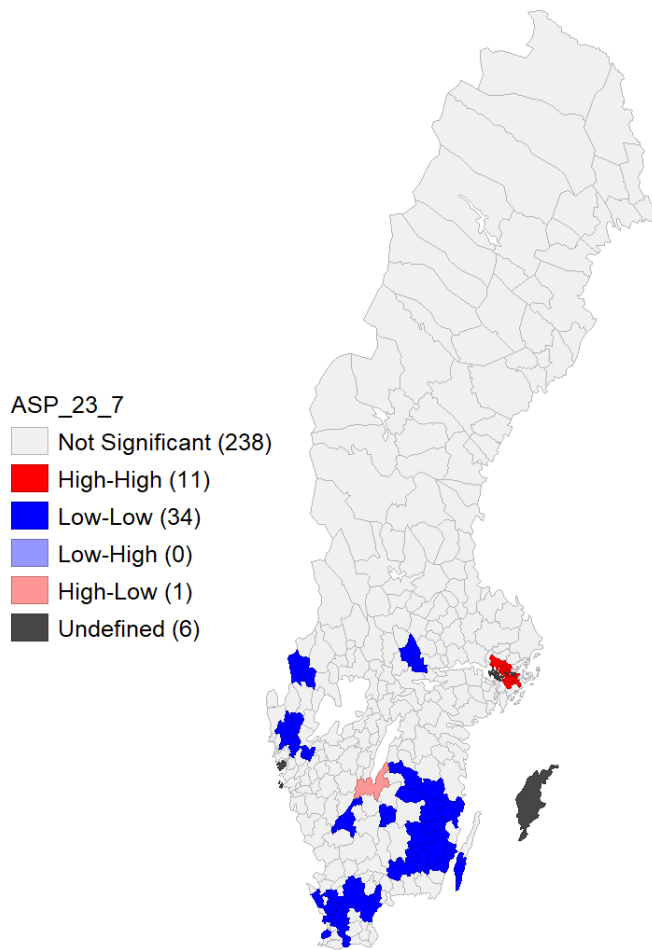 ASP_23_7
Not Significant (238)
High-High (11)
Low-Low (34)
Low-High (0)
High-Low (1)
Undefined (6)